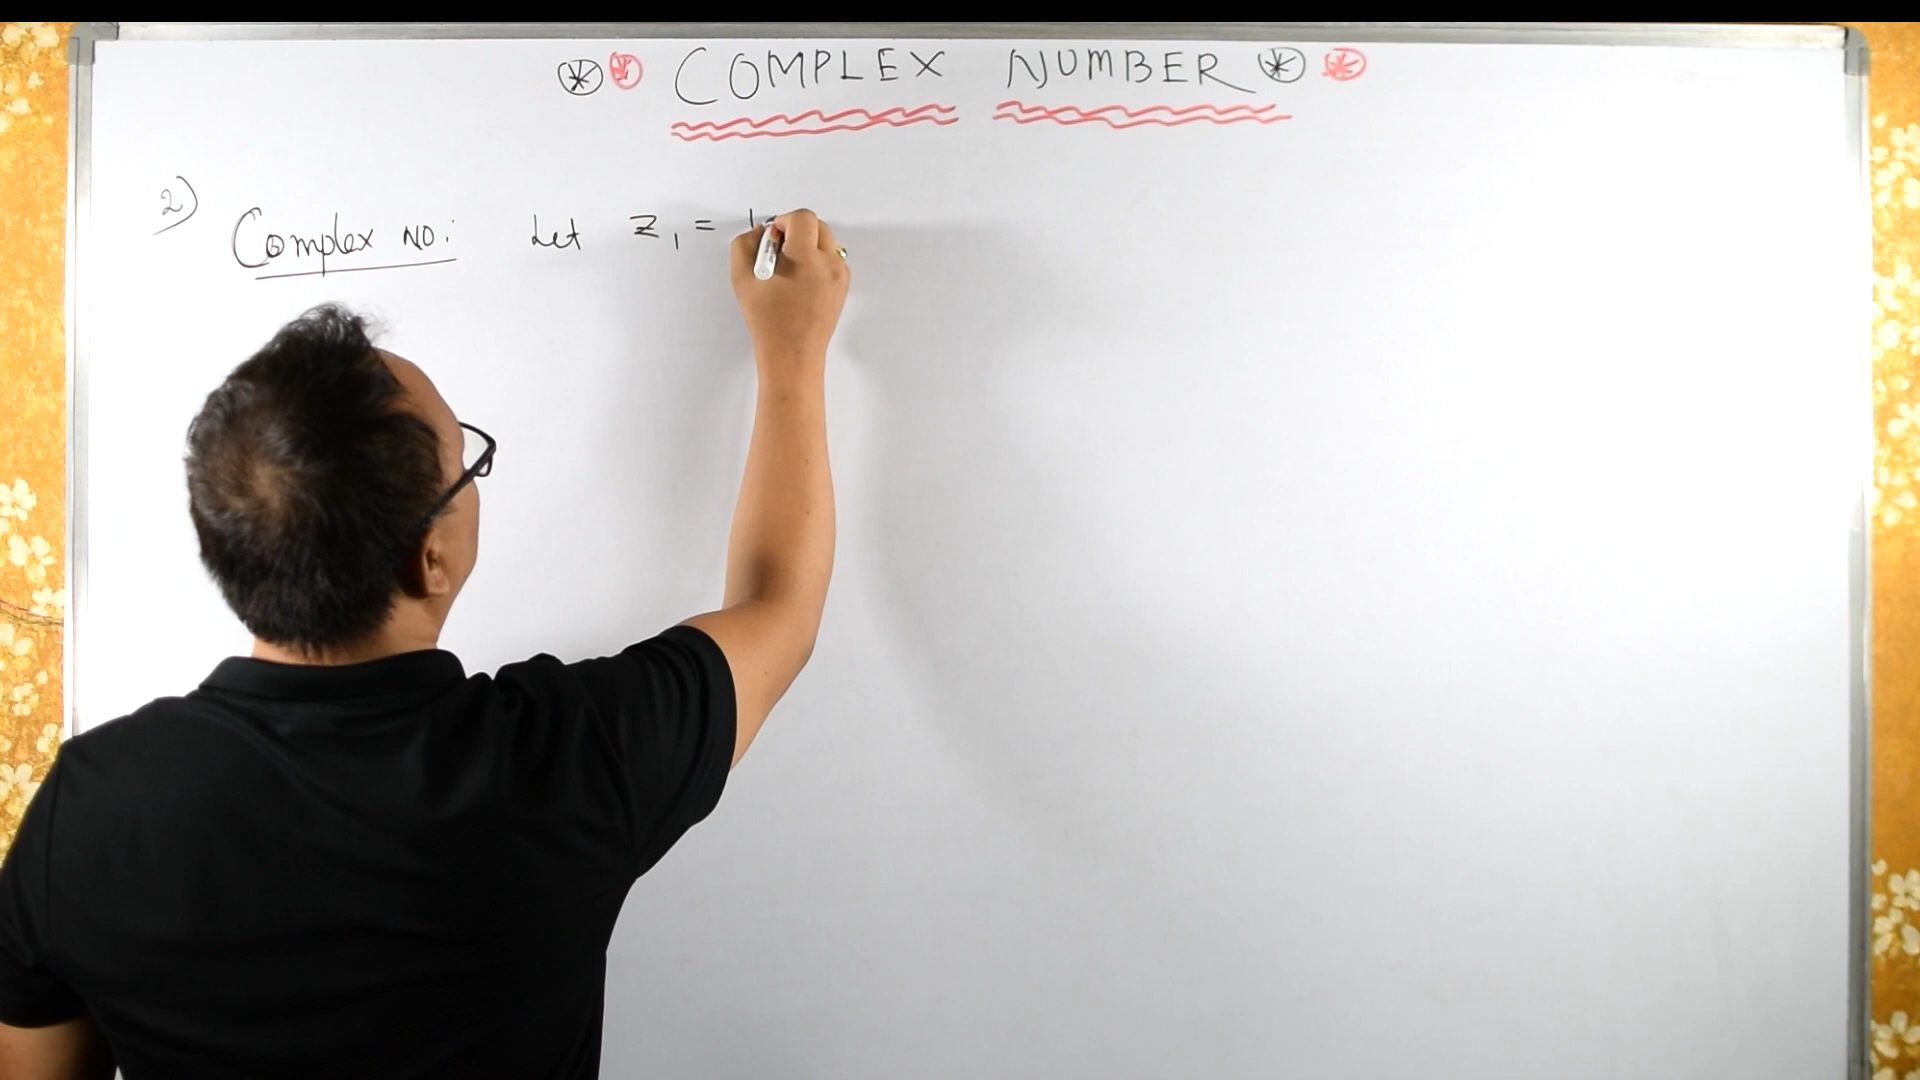 COMPLEX NUMBER
2) Complex NO: Let z₁ =